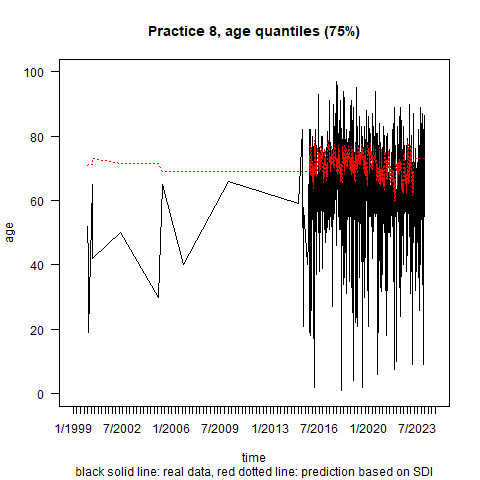 Practice 8, age quantiles (75%)
100
80
60
40
20
0
age
1/1999 7/2002 1/2006 7/2009 1/2013 7/2016 1/2020 7/2023
time
black solid line: real data, red dotted line: prediction based on SDI